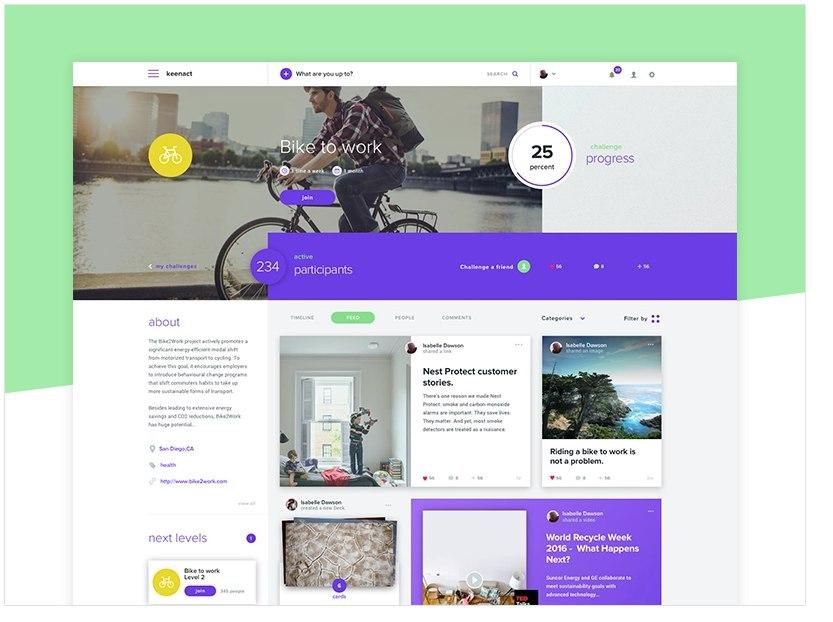 keenact
What are you up to?
SEARCH
Bike to work
1 time a week
1 month
join
25
percent
challenge
progress
my challenges
234
active
participants
Challenge a friend
56
8
56
about
The Bike2Work project actively promotes a
significant energy-efficient modal shift
from motorized transport to cycling. To
achieve this goal, it encourages employers
to introduce behavioural change programs
that shift commuters habits to take up
more sustainable forms of transport.
Besides leading to extensive energy
savings and CO2 reductions, Bike2Work
has huge potential..
San Diego,CA
health
http://www.bike2work.com
view all
next levels
1
Bike to work
Level 2
join
345 people
TIMELINE
FEED
PEOPLE
COMMENTS
Categories
Filter by
Isabelle Dawson
shared a link
Nest Protect customer
stories.
There's one reason we made Nest
Protect: smoke and carbon monoxide
alarms are important. They save lives.
They matter. And yet, most smoke
detectors are treated as a nuisance.
56
8
56
Isabelle Dawson
shared an image
Riding a bike to work is
not a problem.
56
8
56
Isabelle Dawson
created a new Deck
6
cards
Isabelle Dawson
shared a video
World Recycle Week
2016 - What Happens
Next?
Suncor Energy and GE collaborate to
meet sustainability goals with
advanced technology...
TED
Talks